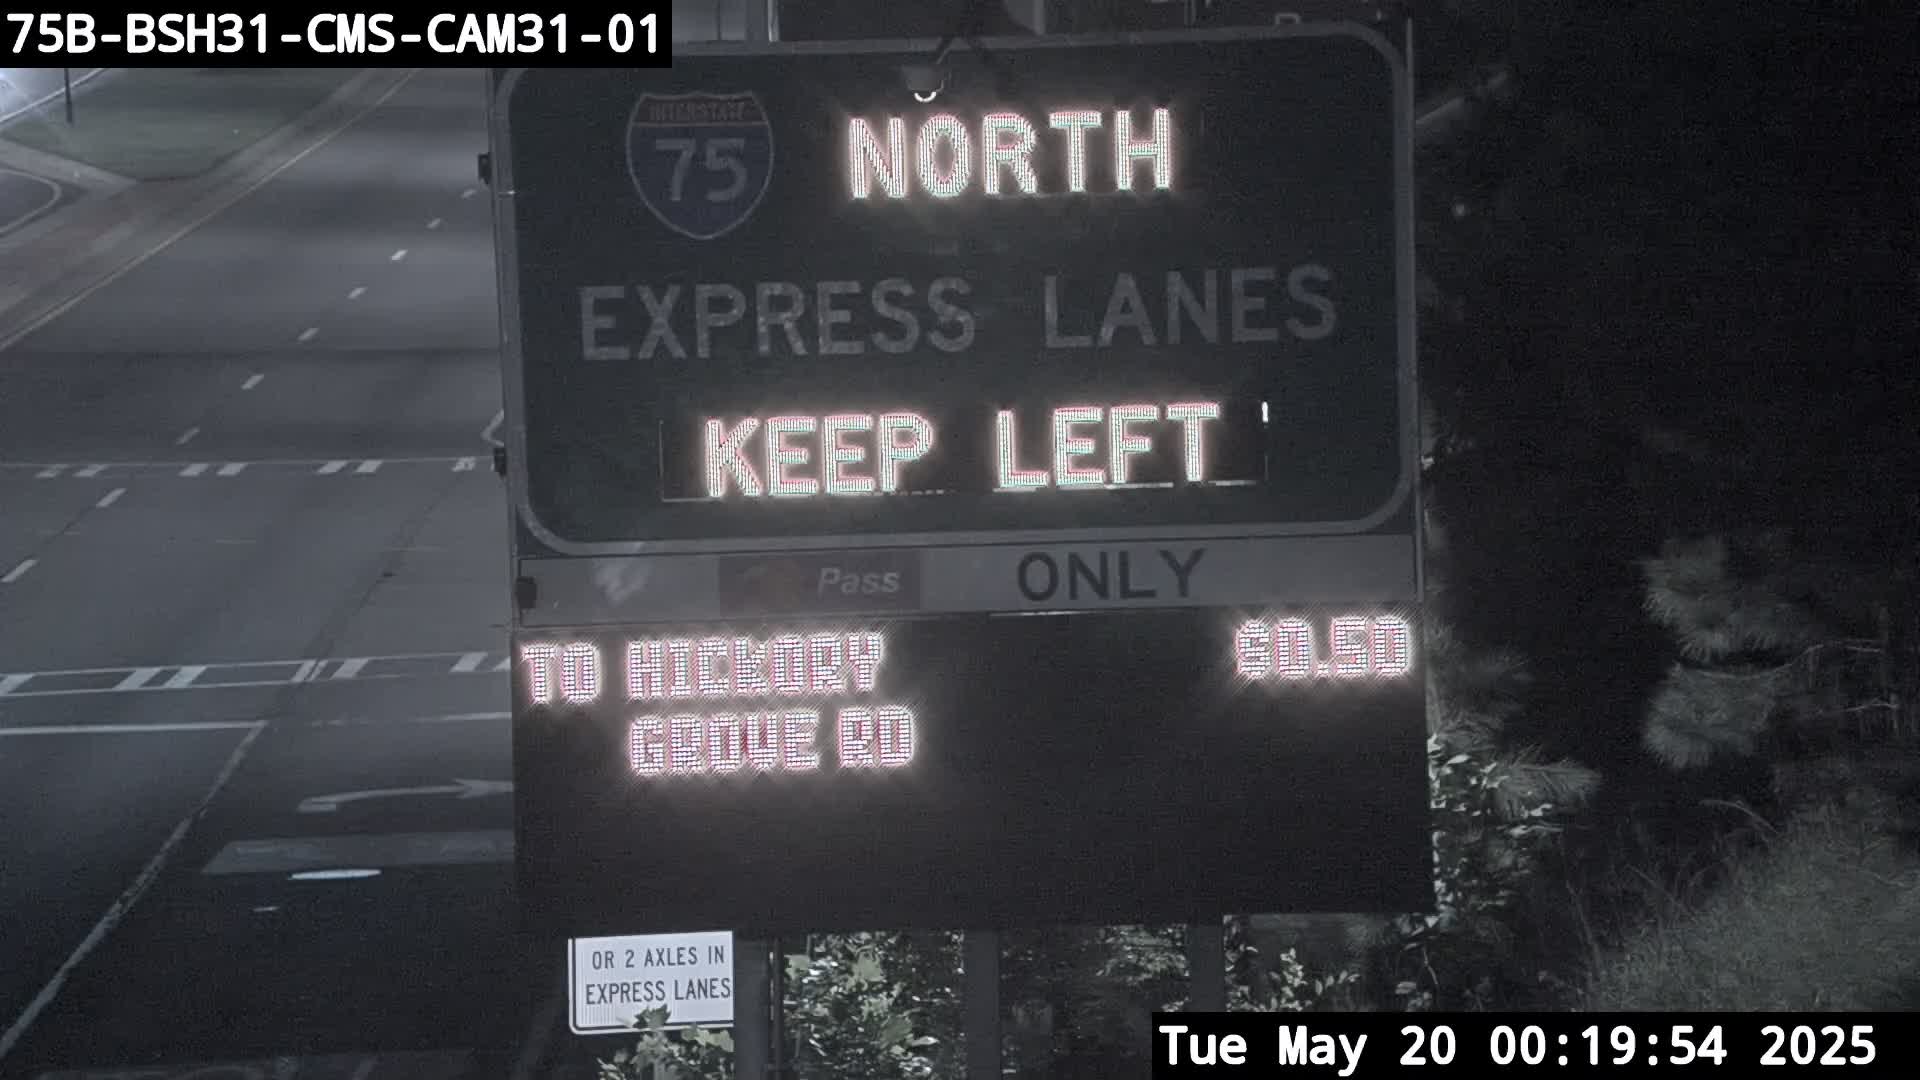 75B-BSH31-CMS-CAM31-01
INTERSTATE
75
NORTH
EXPRESS LANES
KEEP LEFT
Pass ONLY
TO HICKORY $0.50
GROVE RD
OR 2 AXLES IN
EXPRESS LANES
Tue May 20 00:19:54 2025